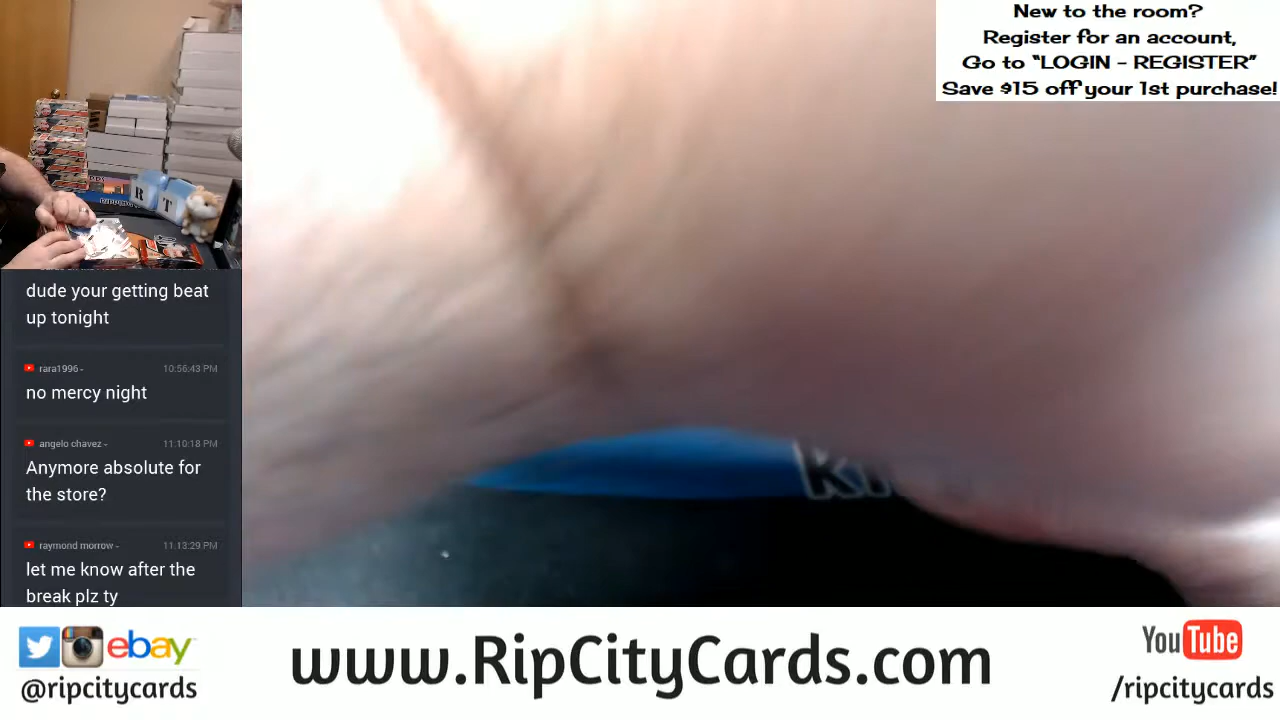 New to the room?
Register for an account,
Go to “LOGIN - REGISTER”
Save $15 off your 1st purchase!
R T
dude your getting beat
up tonight
rara1996 - 10:56:43 PM
no mercy night
angelo chavez - 11:10:18 PM
Anymore absolute for
the store?
raymond morrow - 11:13:29 PM
let me know after the
break plz ty
ebay
@ripcitycards
www.RipCityCards.com
YouTube
/ripcitycards